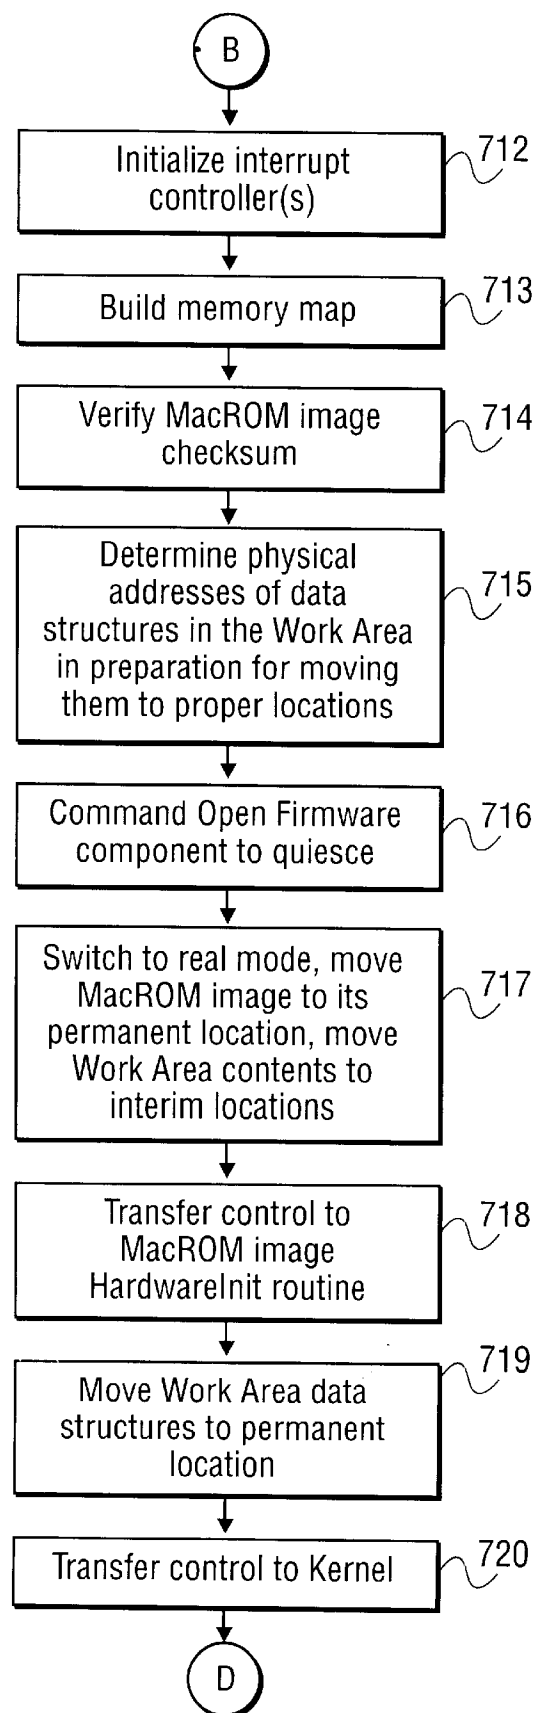 B
712
Initialize interrupt
controller(s)
713
Build memory map
714
Verify MacROM image
checksum
715
Determine physical
addresses of data
structures in the Work Area
in preparation for moving
them to proper locations
716
Command Open Firmware
component to quiesce
717
Switch to real mode, move
MacROM image to its
permanent location, move
Work Area contents to
interim locations
718
Transfer control to
MacROM image
HardwareInit routine
719
Move Work Area data
structures to permanent
location
720
Transfer control to Kernel
D